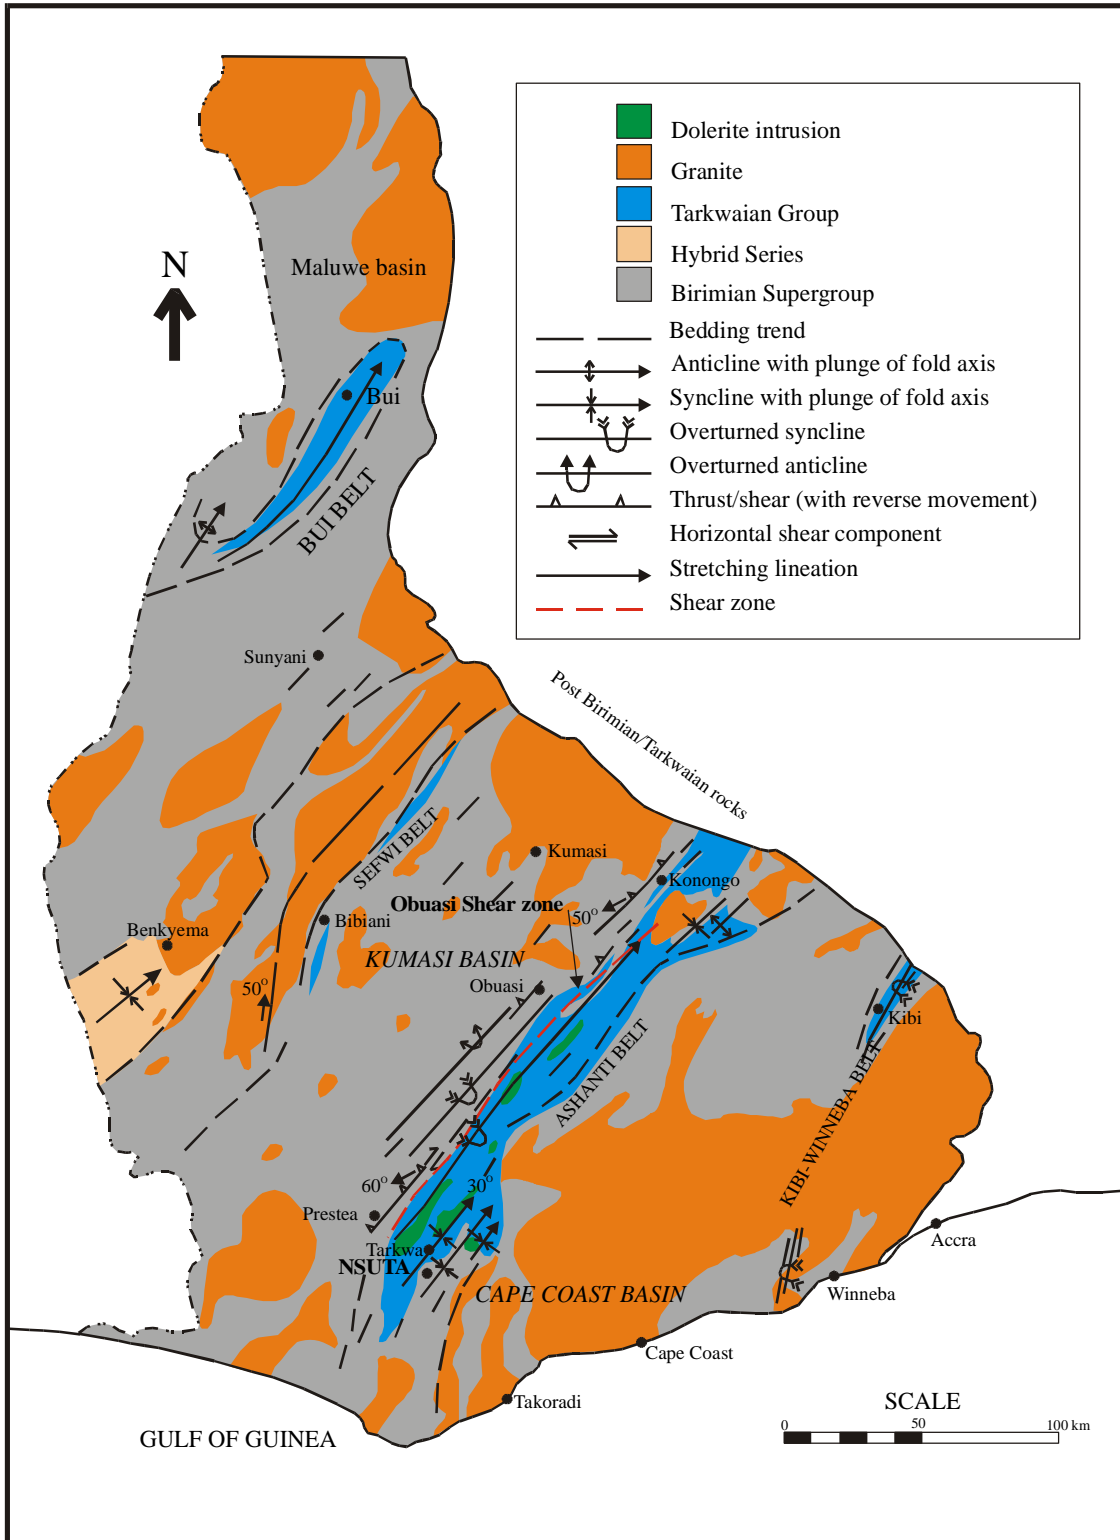 Dolerite intrusion
Granite
Tarkwaian Group
Hybrid Series
Birimian Supergroup
Bedding trend
Anticline with plunge of fold axis
Syncline with plunge of fold axis
Overturned syncline
Overturned anticline
Thrust/shear (with reverse movement)
Horizontal shear component
Stretching lineation
Shear zone
N
Maluwe basin
Bui
BUI BELT
Sunyani
Post Birimian/Tarkwaian rocks
SEFWI BELT
Kumasi
Konongo
Obuasi Shear zone
50°
Bibiani
Benkyema
KUMASI BASIN
Obuasi
50°
Kibi
ASHANTI BELT
KIBI-WINNEBA BELT
60°
30°
Prestea
Tarkwa
NSUTA
Accra
Winneba
CAPE COAST BASIN
Cape Coast
Takoradi
GULF OF GUINEA
SCALE
0 50 100 km